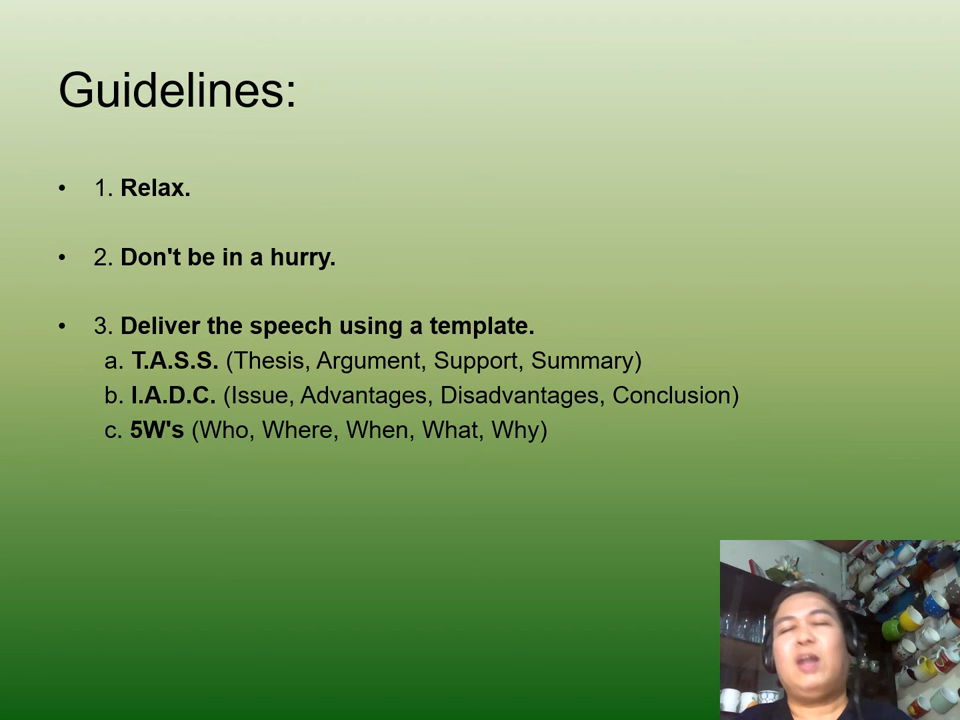 Guidelines:
• 1. Relax.
• 2. Don't be in a hurry.
• 3. Deliver the speech using a template.
a. T.A.S.S. (Thesis, Argument, Support, Summary)
b. I.A.D.C. (Issue, Advantages, Disadvantages, Conclusion)
c. 5W's (Who, Where, When, What, Why)